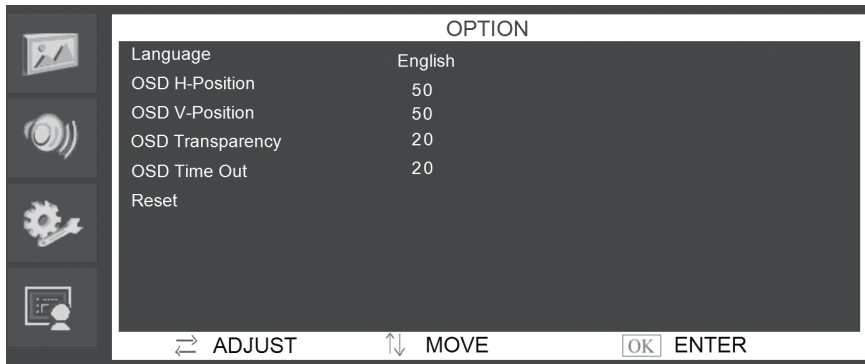 OPTION
Language English
OSD H-Position 50
OSD V-Position 50
OSD Transparency 20
OSD Time Out 20
Reset
ADJUST MOVE OK ENTER